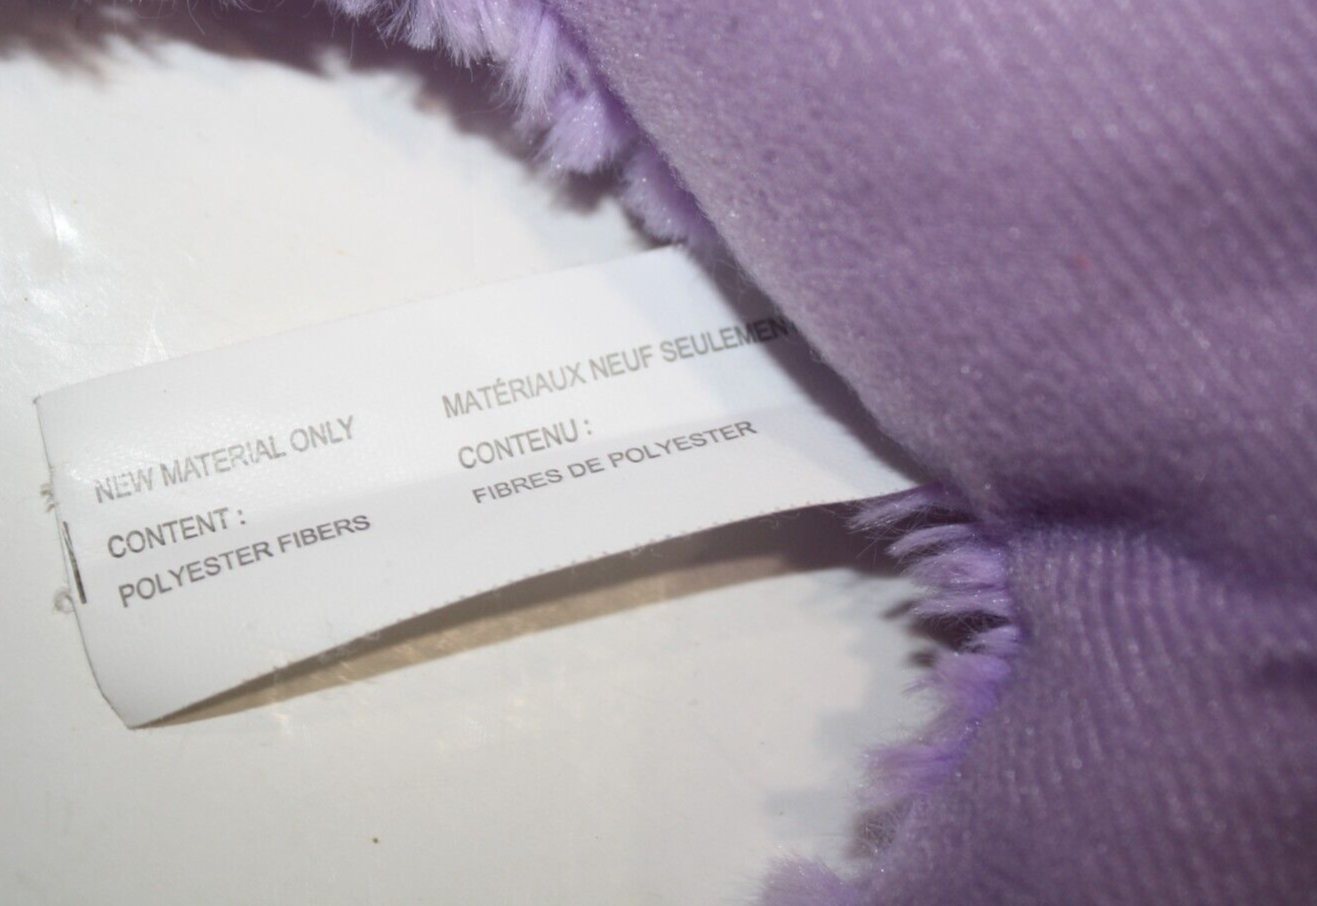 NEW MATERIAL ONLY
CONTENT :
POLYESTER FIBERS
MATÉRIAUX NEUF SEULEMEN
CONTENU :
FIBRES DE POLYESTER